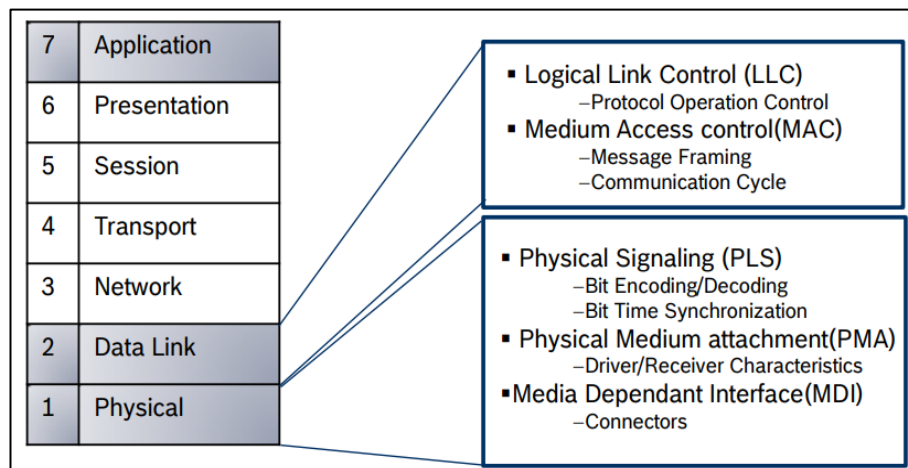 7 Application
6 Presentation
5 Session
4 Transport
3 Network
2 Data Link
1 Physical
▪ Logical Link Control (LLC)
–Protocol Operation Control
▪ Medium Access control(MAC)
–Message Framing
–Communication Cycle
▪ Physical Signaling (PLS)
–Bit Encoding/Decoding
–Bit Time Synchronization
▪ Physical Medium attachment(PMA)
–Driver/Receiver Characteristics
▪Media Dependant Interface(MDI)
–Connectors